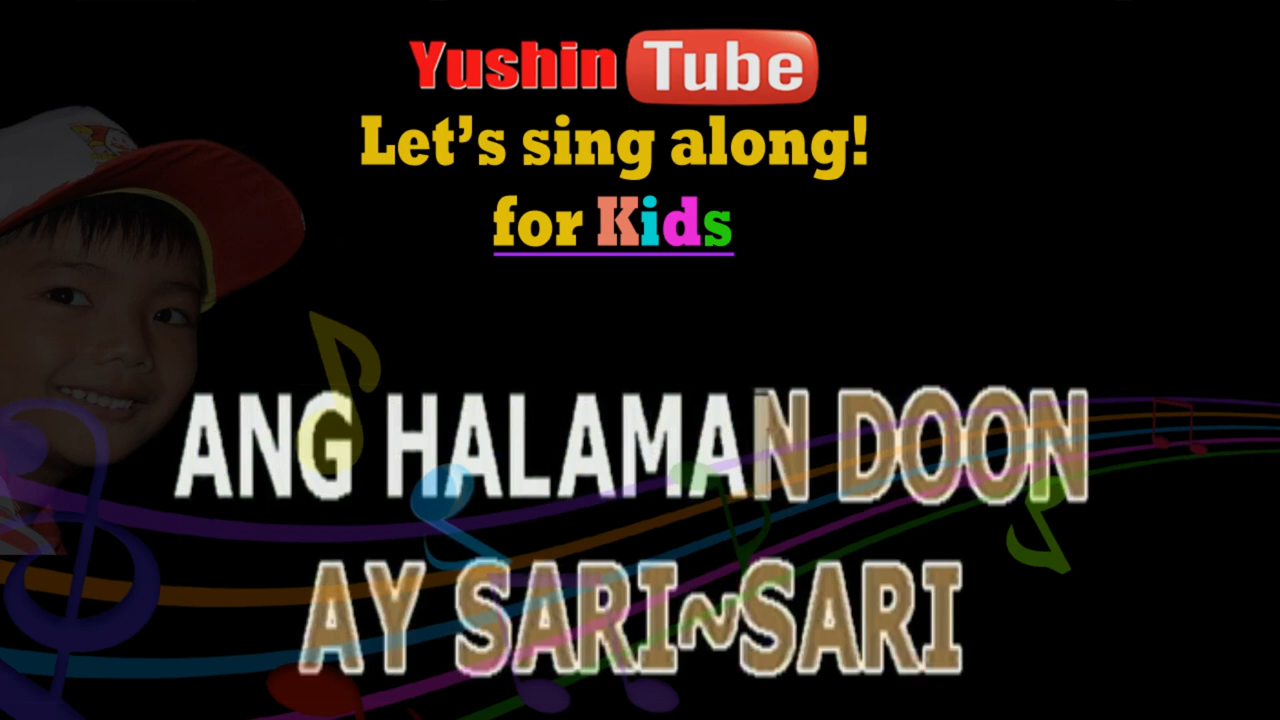 Yushin Tube
Let's sing along!
for Kids
ANG HALAMAN DOON
AY SARI~SARI